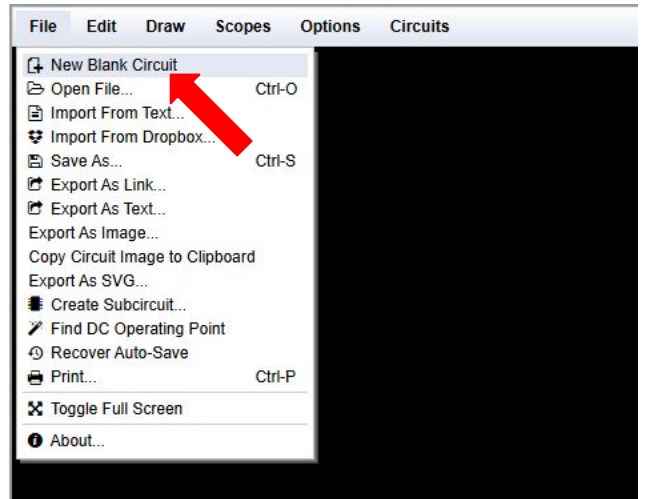 File Edit Draw Scopes Options Circuits
New Blank Circuit
Open File... Ctrl-O
Import From Text...
Import From Dropbox...
Save As... Ctrl-S
Export As Link...
Export As Text...
Export As Image...
Copy Circuit Image to Clipboard
Export As SVG...
Create Subcircuit...
Find DC Operating Point
Recover Auto-Save
Print... Ctrl-P
Toggle Full Screen
About...